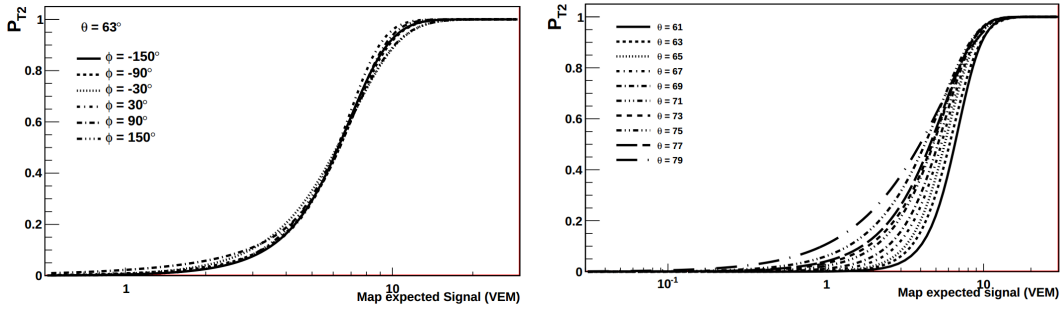 P_T2
1
0.8
0.6
0.4
0.2
0
θ = 63°
ϕ = -150°
ϕ = -90°
ϕ = -30°
ϕ = 30°
ϕ = 90°
ϕ = 150°
1
10
Map expected Signal (VEM)
P_T2
1
0.8
0.6
0.4
0.2
0
θ = 61
θ = 63
θ = 65
θ = 67
θ = 69
θ = 71
θ = 73
θ = 75
θ = 77
θ = 79
10^-1
1
10
Map expected Signal (VEM)